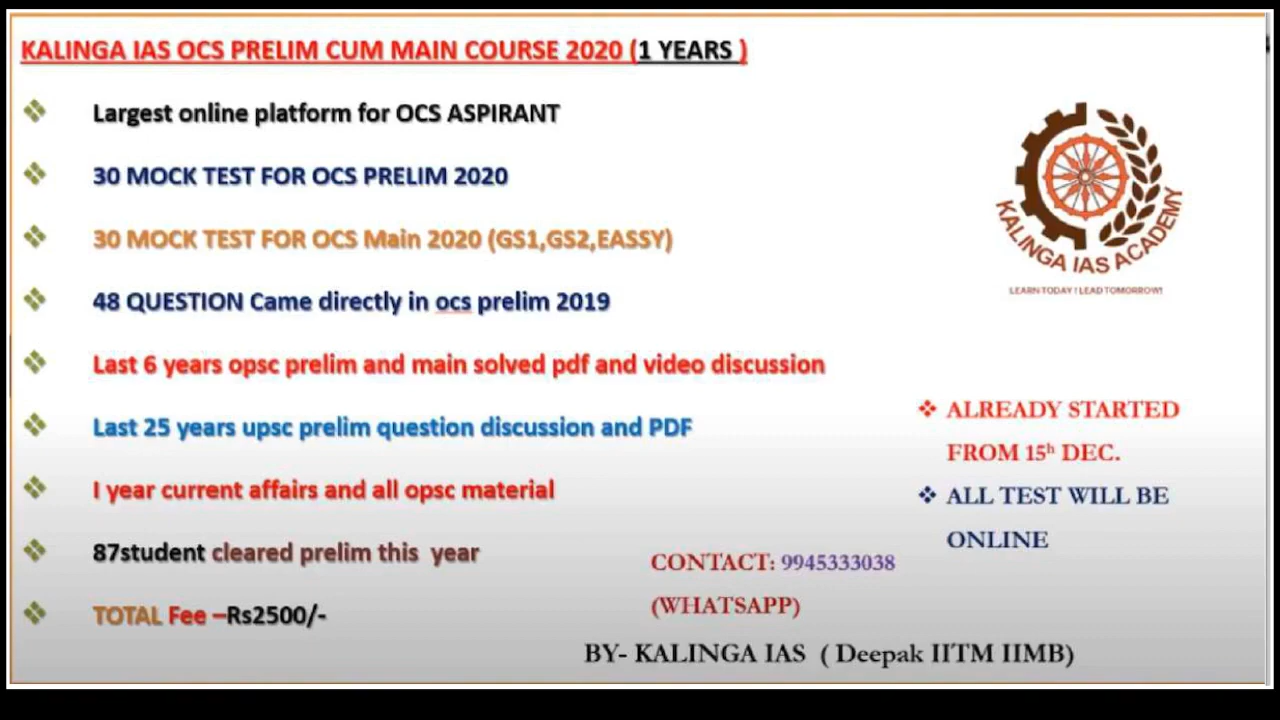 KALINGA IAS OCS PRELIM CUM MAIN COURSE 2020 (1 YEARS )
Largest online platform for OCS ASPIRANT
30 MOCK TEST FOR OCS PRELIM 2020
30 MOCK TEST FOR OCS Main 2020 (GS1,GS2,EASSY)
48 QUESTION Came directly in ocs prelim 2019
Last 6 years opsc prelim and main solved pdf and video discussion
Last 25 years upsc prelim question discussion and PDF
I year current affairs and all opsc material
87student cleared prelim this year
TOTAL Fee –Rs2500/-
KALINGA IAS ACADEMY
LEARN TODAY ! LEAD TOMORROW!
ALREADY STARTED
FROM 15h DEC.
ALL TEST WILL BE
ONLINE
CONTACT: 9945333038
(WHATSAPP)
BY- KALINGA IAS ( Deepak IITM IIMB)